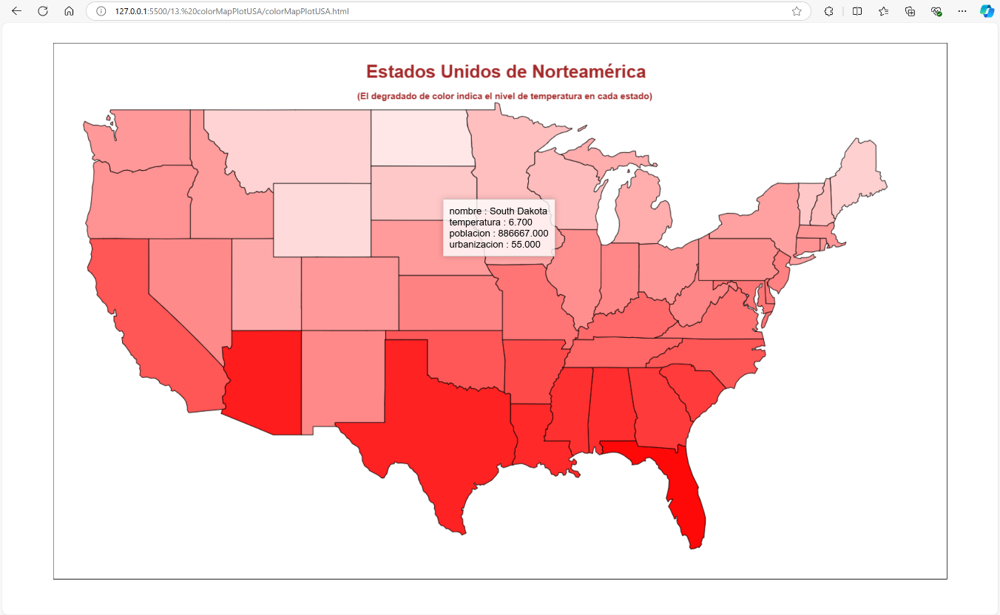 127.0.0.1:5500/13.%20colorMapPlotUSA/colorMapPlotUSA.html
Estados Unidos de Norteamérica
(El degradado de color indica el nivel de temperatura en cada estado)
nombre : South Dakota
temperatura : 6.700
poblacion : 886667.000
urbanizacion : 55.000